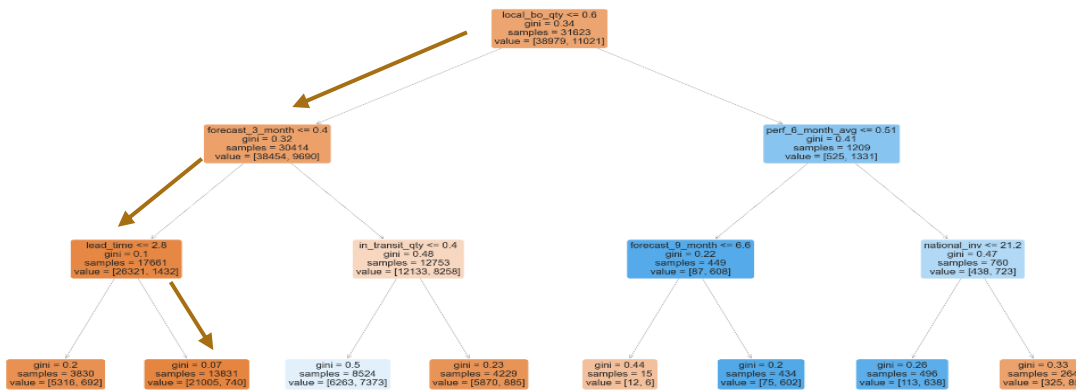 local_bo_qty <= 0.6
gini = 0.34
samples = 31623
value = [38979, 11021]
forecast_3_month <= 0.4
gini = 0.32
samples = 30414
value = [38454, 9690]
perf_6_month_avg <= 0.51
gini = 0.41
samples = 1209
value = [525, 1331]
lead_time <= 2.8
gini = 0.1
samples = 17661
value = [26321, 1432]
in_transit_qty <= 0.4
gini = 0.48
samples = 12753
value = [12133, 8258]
forecast_9_month <= 6.6
gini = 0.22
samples = 449
value = [87, 608]
national_inv <= 21.2
gini = 0.47
samples = 760
value = [438, 723]
gini = 0.2
samples = 3830
value = [5316, 692]
gini = 0.07
samples = 13831
value = [21005, 740]
gini = 0.5
samples = 8524
value = [6263, 7373]
gini = 0.23
samples = 4229
value = [5870, 885]
gini = 0.44
samples = 15
value = [12, 6]
gini = 0.2
samples = 434
value = [75, 602]
gini = 0.26
samples = 496
value = [113, 638]
gini = 0.33
samples = 264
value = [325, 8